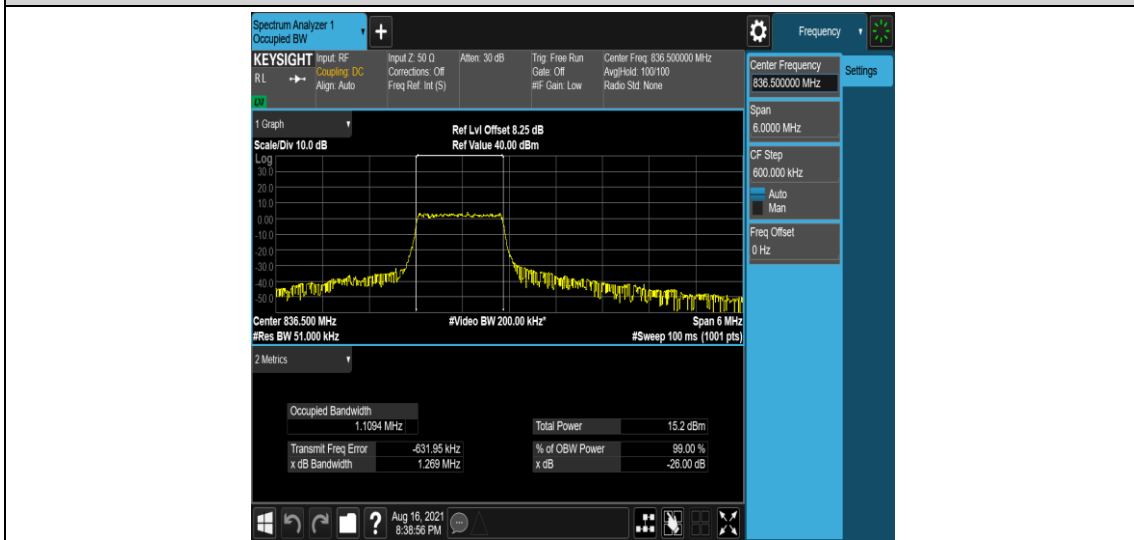 Spectrum Analyzer 1
Occupied BW
+
Frequency
KEYSIGHT
RL
LXI
Input: RF
Coupling: DC
Align: Auto
Input Z: 50 Ω
Corrections: Off
Freq Ref: Int (S)
Atten: 30 dB
Trig: Free Run
Gate: Off
#IF Gain: Low
Center Freq: 836.500000 MHz
Avg|Hold: 100/100
Radio Std: None
Center Frequency
836.500000 MHz
Settings
Span
6.0000 MHz
CF Step
600.000 kHz
Auto
Man
Freq Offset
0 Hz
1 Graph
Scale/Div 10.0 dB
Ref Lvl Offset 8.25 dB
Ref Value 40.00 dBm
Log
30.0
20.0
10.0
0.00
-10.0
-20.0
-30.0
-40.0
-50.0
Center 836.500 MHz
#Video BW 200.00 kHz*
Span 6 MHz
#Res BW 51.000 kHz
#Sweep 100 ms (1001 pts)
2 Metrics
Occupied Bandwidth
1.1094 MHz
Total Power 15.2 dBm
Transmit Freq Error -631.95 kHz
% of OBW Power 99.00 %
x dB Bandwidth 1.269 MHz
x dB -26.00 dB
?
Aug 16, 2021
8:38:56 PM